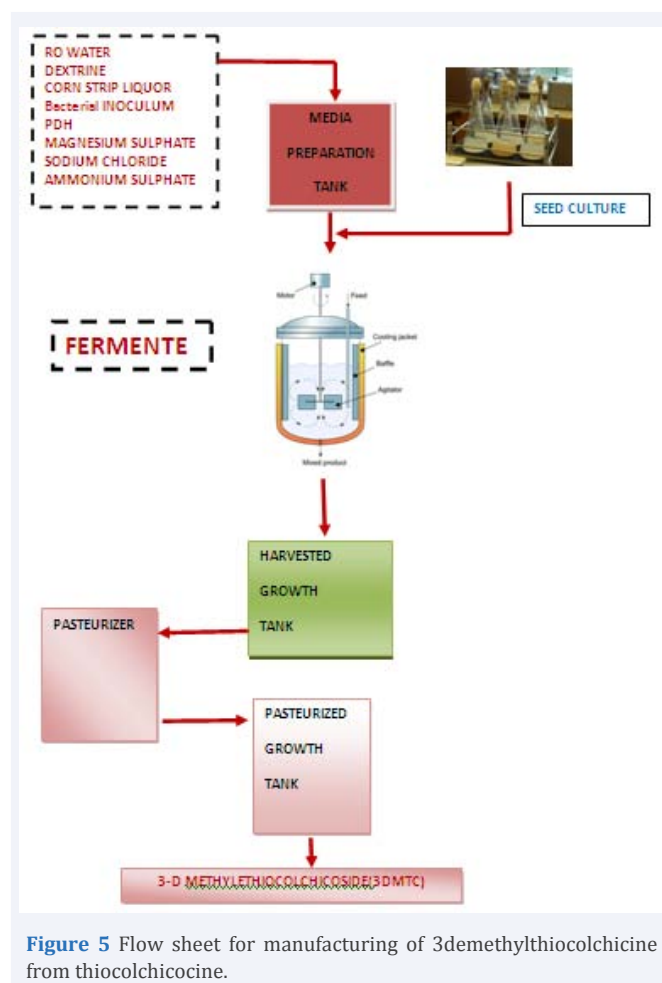 RO WATER
DEXTRINE
CORN STRIP LIQUOR
Bacterial INOCULUM
PDH
MAGNESIUM SULPHATE
SODIUM CHLORIDE
AMMONIUM SULPHATE
MEDIA
PREPARATION
TANK
SEED CULTURE
FERMENTE
Motor
Feed
Cooling jacket
Baffle
Agitator
Mixed product
HARVESTED
GROWTH
TANK
PASTEURIZER
PASTEURIZED
GROWTH
TANK
3-D METHYLETHIOCOLCHICOSIDE(3DMTC)
Figure 5 Flow sheet for manufacturing of 3demethylthiocolchicine
from thiocolchicocine.